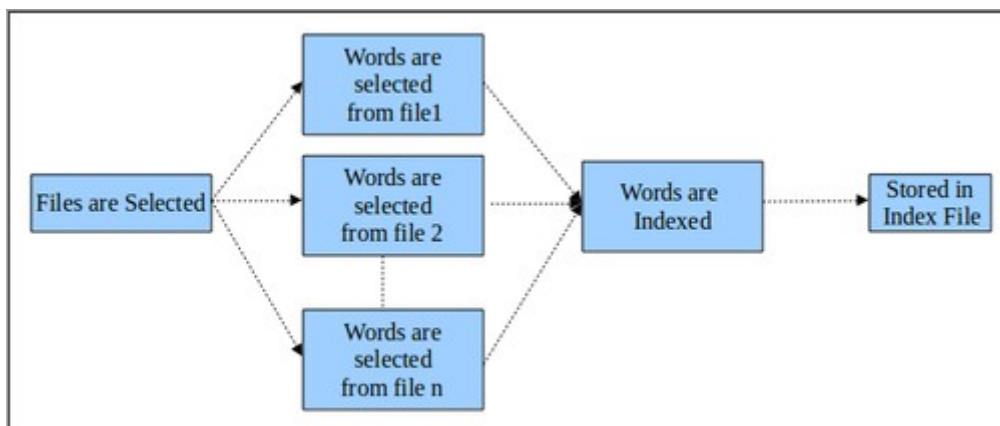 Files are Selected
Words are
selected
from file1
Words are
selected
from file 2
Words are
selected
from file n
Words are
Indexed
Stored in
Index File